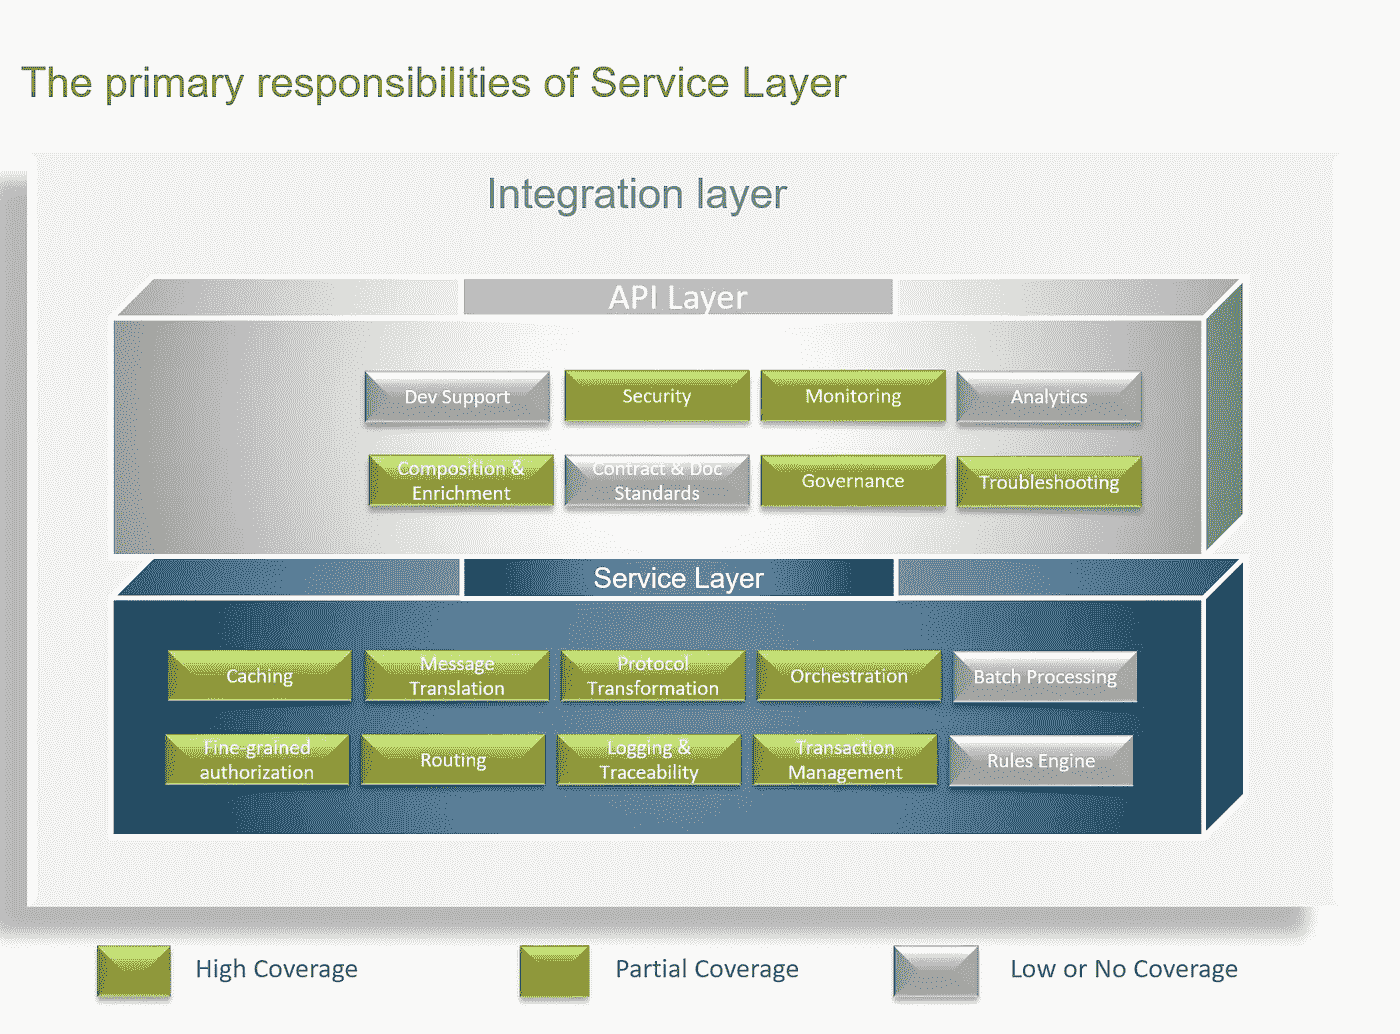 The primary responsibilities of Service Layer
Integration layer
API Layer
Dev Support
Security
Monitoring
Analytics
Composition &
Enrichment
Contract & Doc
Standards
Governance
Troubleshooting
Service Layer
Caching
Message
Translation
Protocol
Transformation
Orchestration
Batch Processing
Fine-grained
authorization
Routing
Logging &
Traceability
Transaction
Management
Rules Engine
High Coverage
Partial Coverage
Low or No Coverage